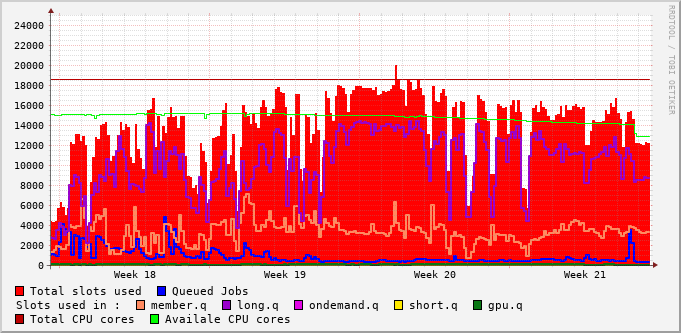 RRDTOOL / TOBI OETIKER
24000
22000
20000
18000
16000
14000
12000
10000
8000
6000
4000
2000
0
Week 18 Week 19 Week 20 Week 21
Total slots used Queued Jobs
Slots used in : member.q long.q ondemand.q short.q gpu.q
Total CPU cores Availale CPU cores